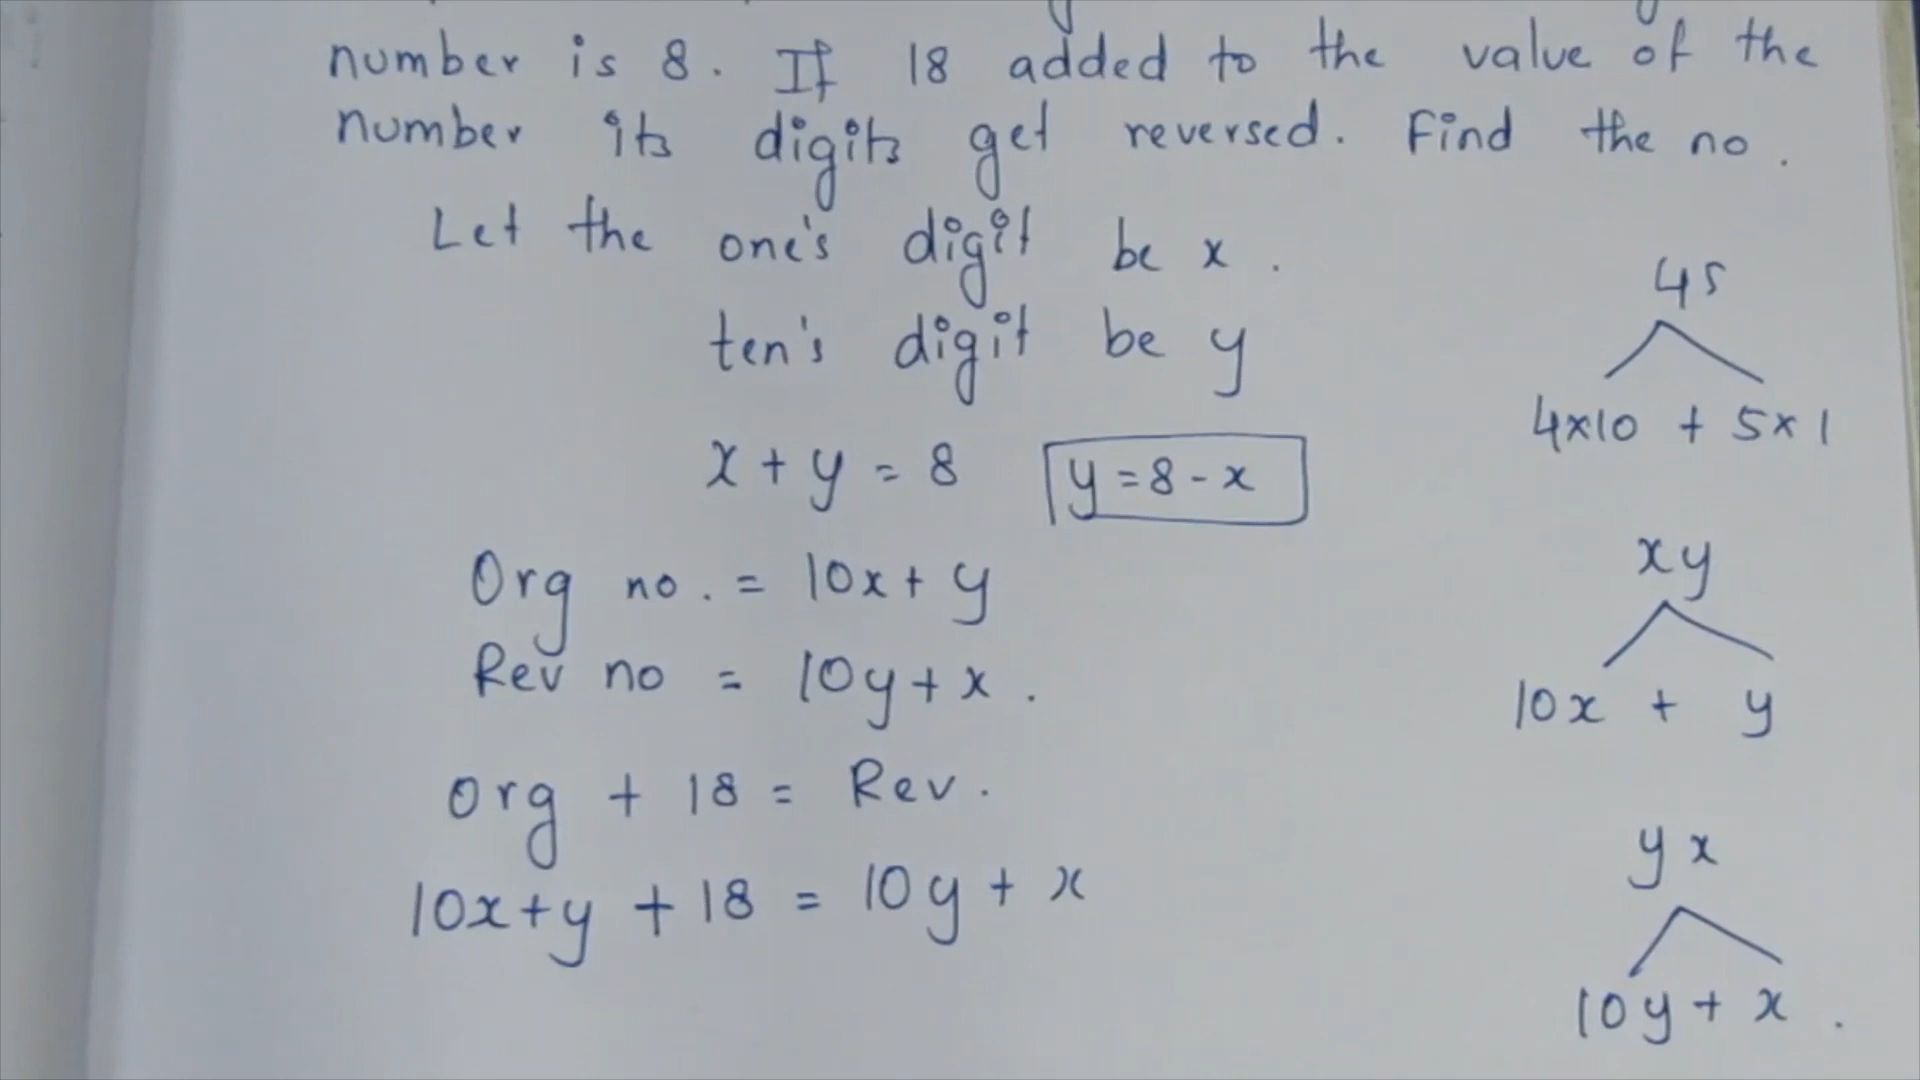 number is 8. If 18 added to the value of the
number its digits get reversed. Find the no.
Let the one's digit be x.
ten's digit be y
x + y = 8 y = 8 - x
Org no. = 10x + y
Rev no = 10y + x.
org + 18 = Rev.
10x+y + 18 = 10y + x
45
4x10 + 5x1
xy
10x + y
yx
10y + x.